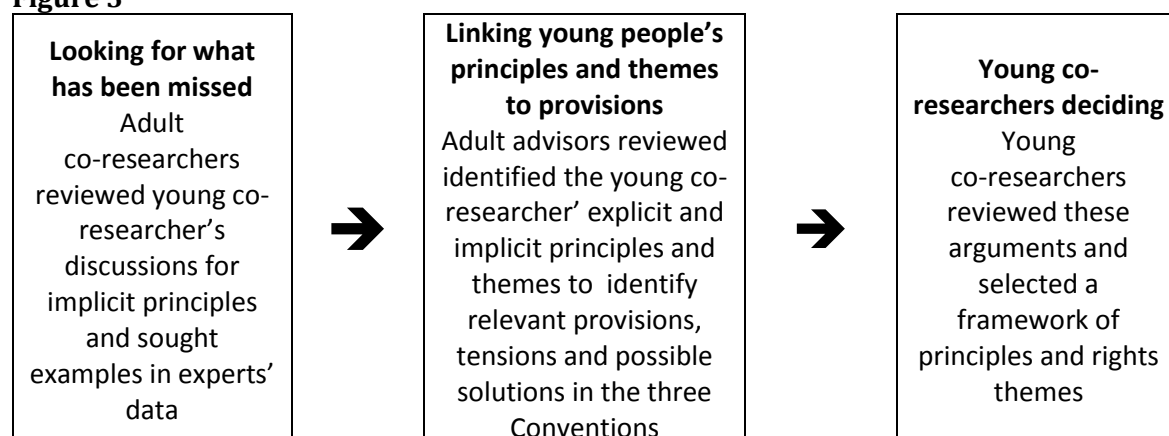 Figure 3
Looking for what
has been missed
Adult
co-researchers
reviewed young co-
researcher's
discussions for
implicit principles
and sought
examples in experts’
data
➔
Linking young people’s
principles and themes
to provisions
Adult advisors reviewed
identified the young co-
researcher’ explicit and
implicit principles and
themes to  identify
relevant provisions,
tensions and possible
solutions in the three
Conventions
➔
Young co-
researchers deciding
Young
co-researchers
reviewed these
arguments and
selected a
framework of
principles and rights
themes